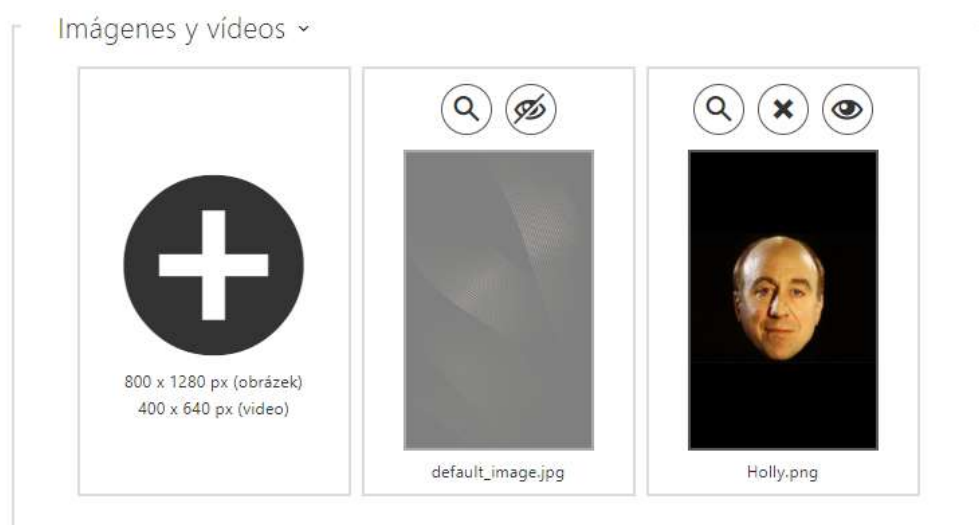 Imágenes y vídeos
800 x 1280 px (obrázek)
400 x 640 px (video)
default_image.jpg
Holly.png